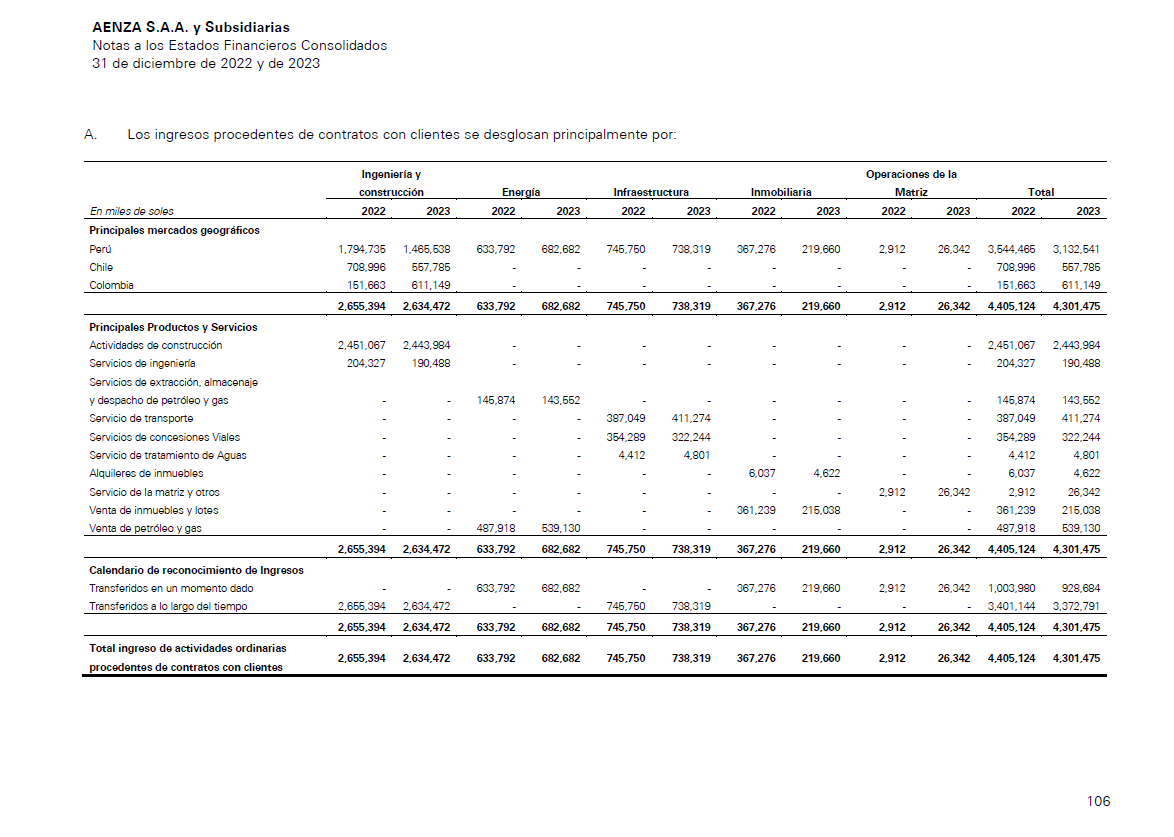 AENZA S.A.A. y Subsidiarias
Notas a los Estados Financieros Consolidados
31 de diciembre de 2022 y de 2023
A. Los ingresos procedentes de contratos con clientes se desglosan principalmente por:
Ingeniería y Operaciones de la
construcción Energía Infraestructura Inmobiliaria Matriz Total
En miles de soles 2022 2023 2022 2023 2022 2023 2022 2023 2022 2023 2022 2023
Principales mercados geográficos
Perú 1,794,735 1,465,538 633,792 682,682 745,750 738,319 367,276 219,660 2,912 26,342 3,544,465 3,132,541
Chile 708,996 557,785 - - - - - - - - 708,996 557,785
Colombia 151,663 611,149 - - - - - - - - 151,663 611,149
2,655,394 2,634,472 633,792 682,682 745,750 738,319 367,276 219,660 2,912 26,342 4,405,124 4,301,475
Principales Productos y Servicios
Actividades de construcción 2,451,067 2,443,984 - - - - - - - - 2,451,067 2,443,984
Servicios de ingeniería 204,327 190,488 - - - - - - - - 204,327 190,488
Servicios de extracción, almacenaje
y despacho de petróleo y gas - - 145,874 143,552 - - - - - - 145,874 143,552
Servicio de transporte - - - - 387,049 411,274 - - - - 387,049 411,274
Servicios de concesiones Viales - - - - 354,289 322,244 - - - - 354,289 322,244
Servicio de tratamiento de Aguas - - - - 4,412 4,801 - - - - 4,412 4,801
Alquileres de inmuebles - - - - - - 6,037 4,622 - - 6,037 4,622
Servicio de la matriz y otros - - - - - - - - 2,912 26,342 2,912 26,342
Venta de inmuebles y lotes - - - - - - 361,239 215,038 - - 361,239 215,038
Venta de petróleo y gas - - 487,918 539,130 - - - - - - 487,918 539,130
2,655,394 2,634,472 633,792 682,682 745,750 738,319 367,276 219,660 2,912 26,342 4,405,124 4,301,475
Calendario de reconocimiento de Ingresos
Transferidos en un momento dado - - 633,792 682,682 - - 367,276 219,660 2,912 26,342 1,003,980 928,684
Transferidos a lo largo del tiempo 2,655,394 2,634,472 - - 745,750 738,319 - - - - 3,401,144 3,372,791
2,655,394 2,634,472 633,792 682,682 745,750 738,319 367,276 219,660 2,912 26,342 4,405,124 4,301,475
Total ingreso de actividades ordinarias
procedentes de contratos con clientes 2,655,394 2,634,472 633,792 682,682 745,750 738,319 367,276 219,660 2,912 26,342 4,405,124 4,301,475
106